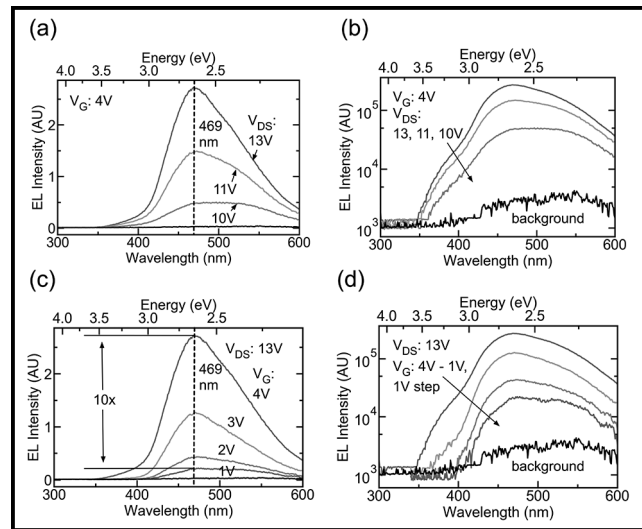 (a)
Energy (eV)
4.0 3.5 3.0 2.5
V_G: 4V
V_DS:
13V
469
nm
11V
10V
2
1
0
EL Intensity (AU)
300 400 500 600
Wavelength (nm)
(b)
Energy (eV)
4.0 3.5 3.0 2.5
V_G: 4V
V_DS:
13, 11, 10V
background
10^5
10^4
10^3
EL Intensity (AU)
300 400 500 600
Wavelength (nm)
(c)
Energy (eV)
4.0 3.5 3.0 2.5
V_DS: 13V
469
nm
V_G:
4V
10x
3V
2V
1V
2
1
0
EL Intensity (AU)
300 400 500 600
Wavelength (nm)
(d)
Energy (eV)
4.0 3.5 3.0 2.5
V_DS: 13V
V_G: 4V - 1V,
1V step
background
10^5
10^4
10^3
EL Intensity (AU)
300 400 500 600
Wavelength (nm)